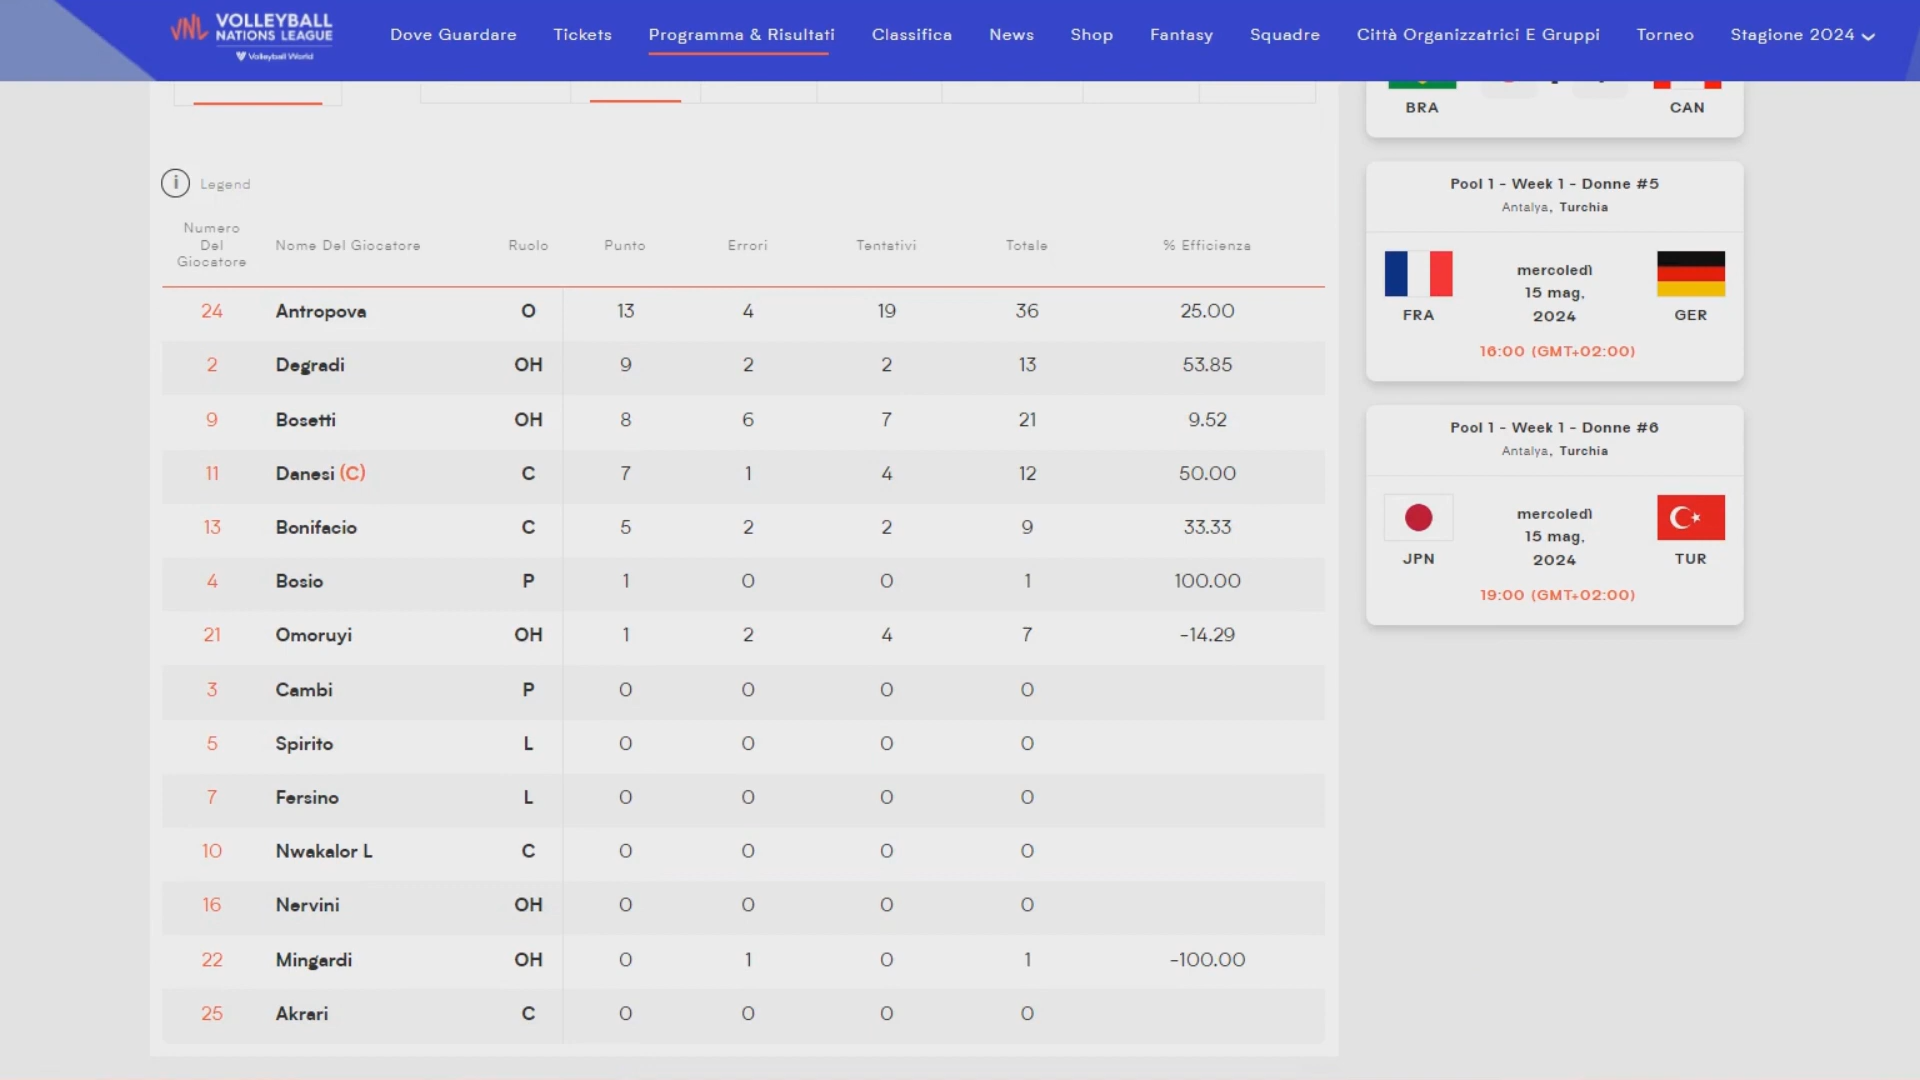 VOLLEYBALL
NATIONS LEAGUE
Volleyball World
Dove Guardare
Tickets
Programma & Risultati
Classifica
News
Shop
Fantasy
Squadre
Città Organizzatrici E Gruppi
Torneo
Stagione 2024
BRA
CAN
i Legend
Numero
Del
Giocatore
Nome Del Giocatore
Ruolo
Punto
Errori
Tentativi
Totale
% Efficienza
24 Antropova O 13 4 19 36 25.00
2 Degradi OH 9 2 2 13 53.85
9 Bosetti OH 8 6 7 21 9.52
11 Danesi (C) C 7 1 4 12 50.00
13 Bonifacio C 5 2 2 9 33.33
4 Bosio P 1 0 0 1 100.00
21 Omoruyi OH 1 2 4 7 -14.29
3 Cambi P 0 0 0 0
5 Spirito L 0 0 0 0
7 Fersino L 0 0 0 0
10 Nwakalor L C 0 0 0 0
16 Nervini OH 0 0 0 0
22 Mingardi OH 0 1 0 1 -100.00
25 Akrari C 0 0 0 0
Pool 1 - Week 1 - Donne #5
Antalya, Turchia
FRA
mercoledì
15 mag,
2024
GER
16:00 (GMT+02:00)
Pool 1 - Week 1 - Donne #6
Antalya, Turchia
JPN
mercoledì
15 mag,
2024
TUR
19:00 (GMT+02:00)